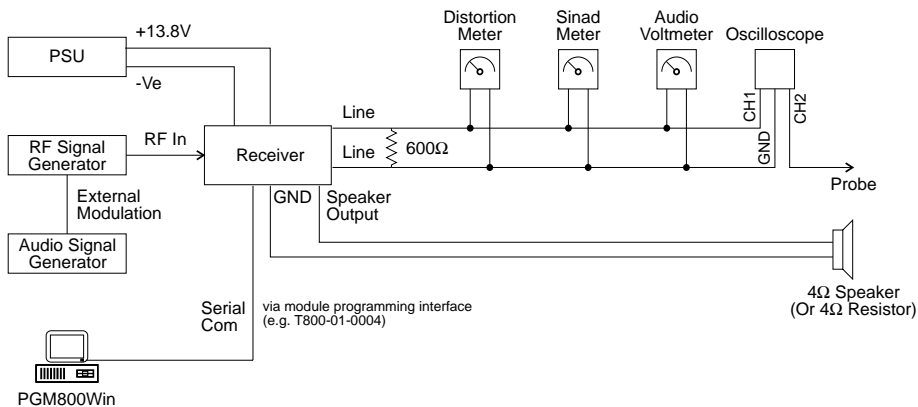 Distortion
Meter
Sinad
Meter
Audio
Voltmeter
Oscilloscope
+13.8V
PSU
-Ve
CH1
GND
CH2
Line
RF In
RF Signal
Generator
Receiver
600Ω
Line
Probe
External
Modulation
GND
Speaker
Output
Audio Signal
Generator
4Ω Speaker
(Or 4Ω Resistor)
Serial
Com
via module programming interface
(e.g. T800-01-0004)
PGM800Win